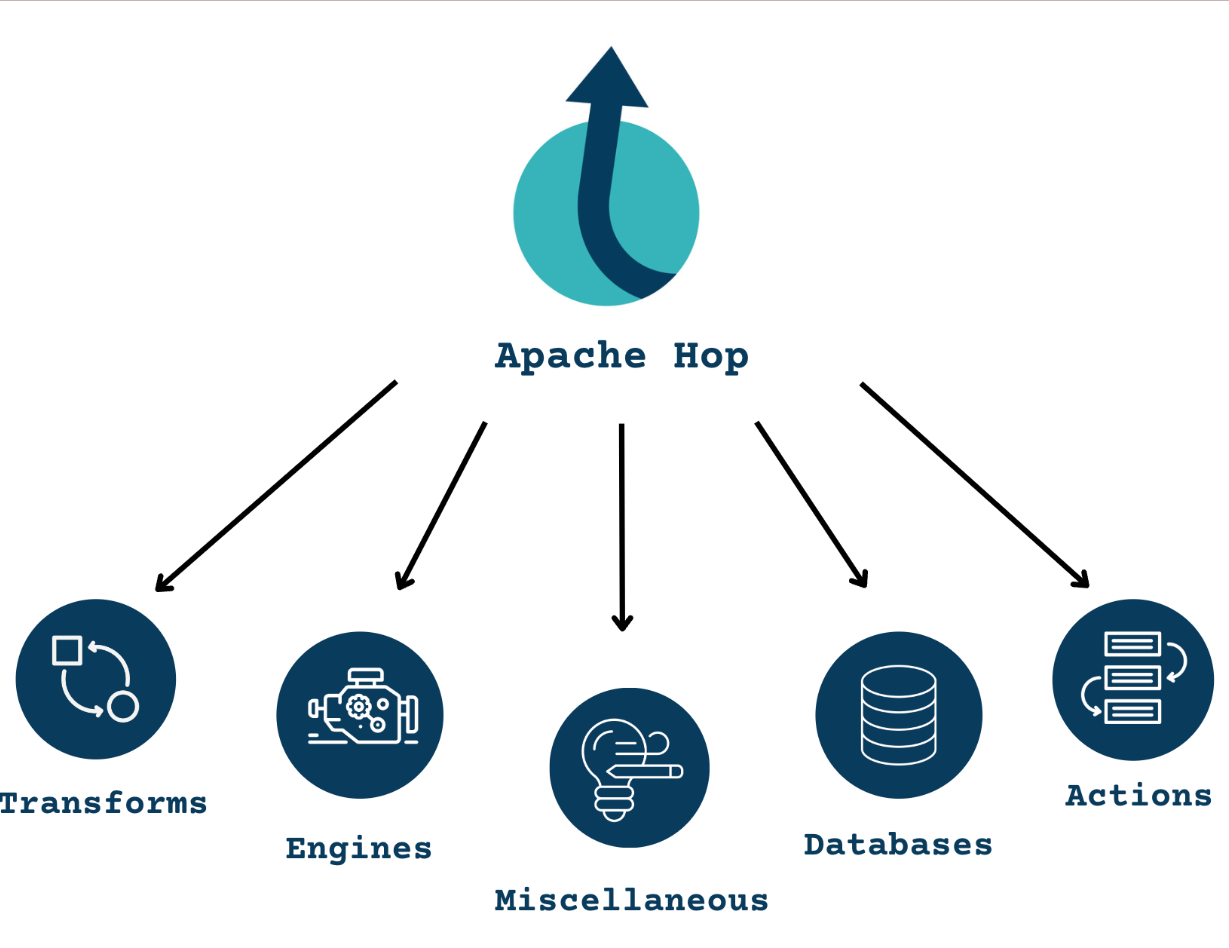 Apache Hop
Transforms
Engines
Miscellaneous
Databases
Actions